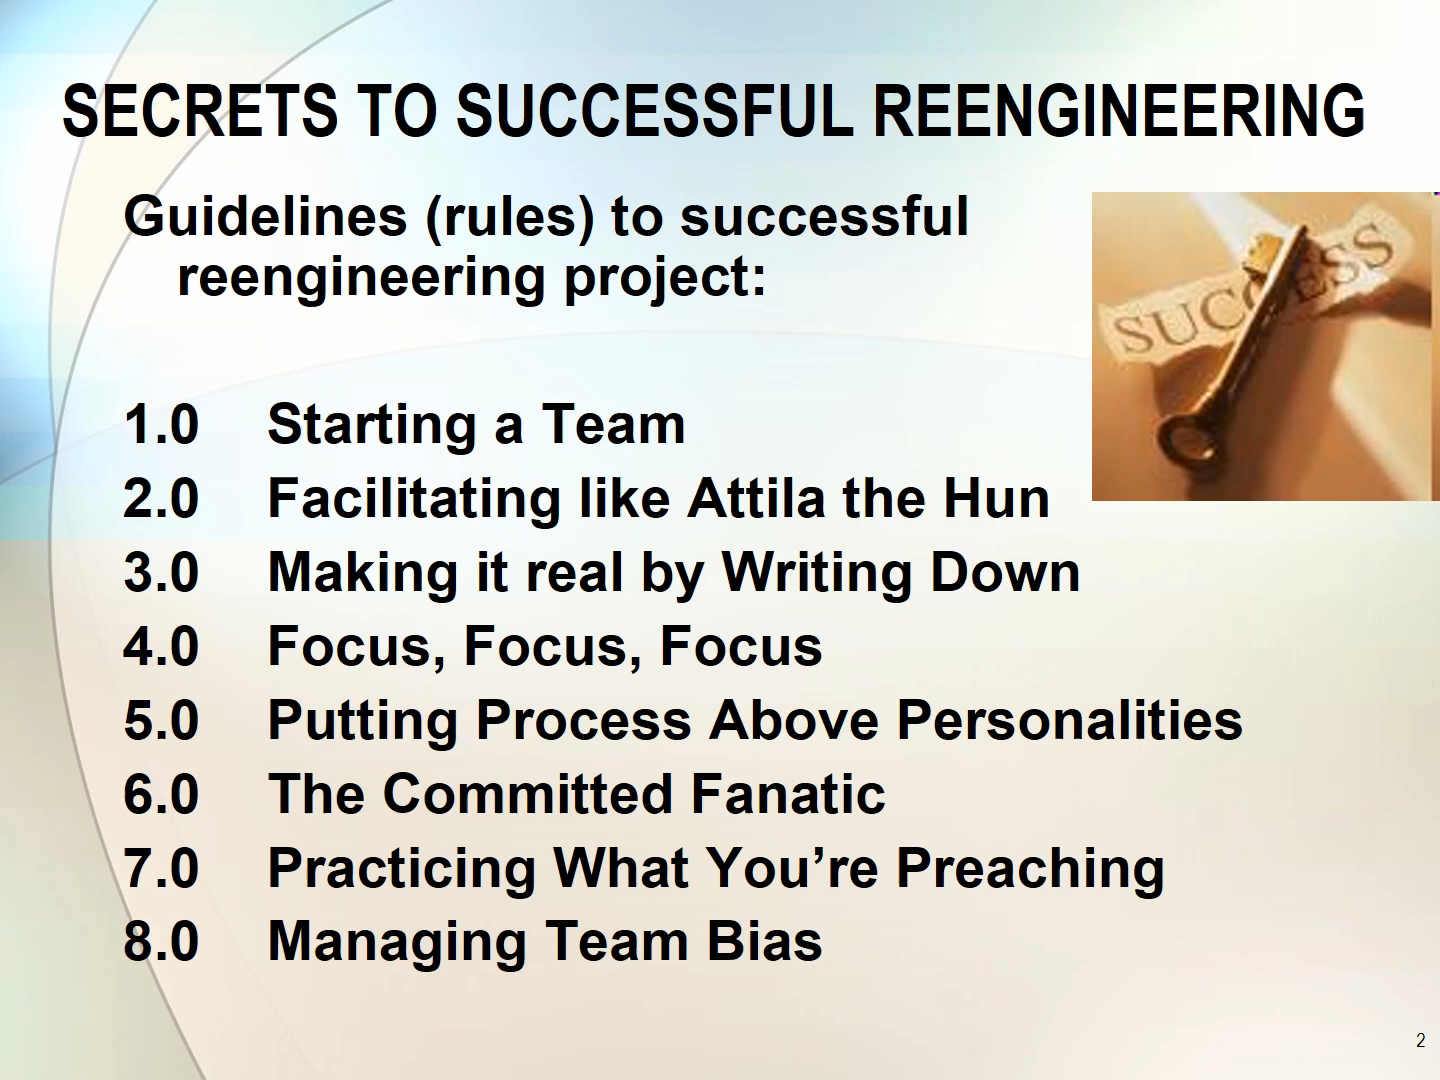 SECRETS TO SUCCESSFUL REENGINEERING
Guidelines (rules) to successful
reengineering project:
SUCCESS
1.0 Starting a Team
2.0 Facilitating like Attila the Hun
3.0 Making it real by Writing Down
4.0 Focus, Focus, Focus
5.0 Putting Process Above Personalities
6.0 The Committed Fanatic
7.0 Practicing What You’re Preaching
8.0 Managing Team Bias
2